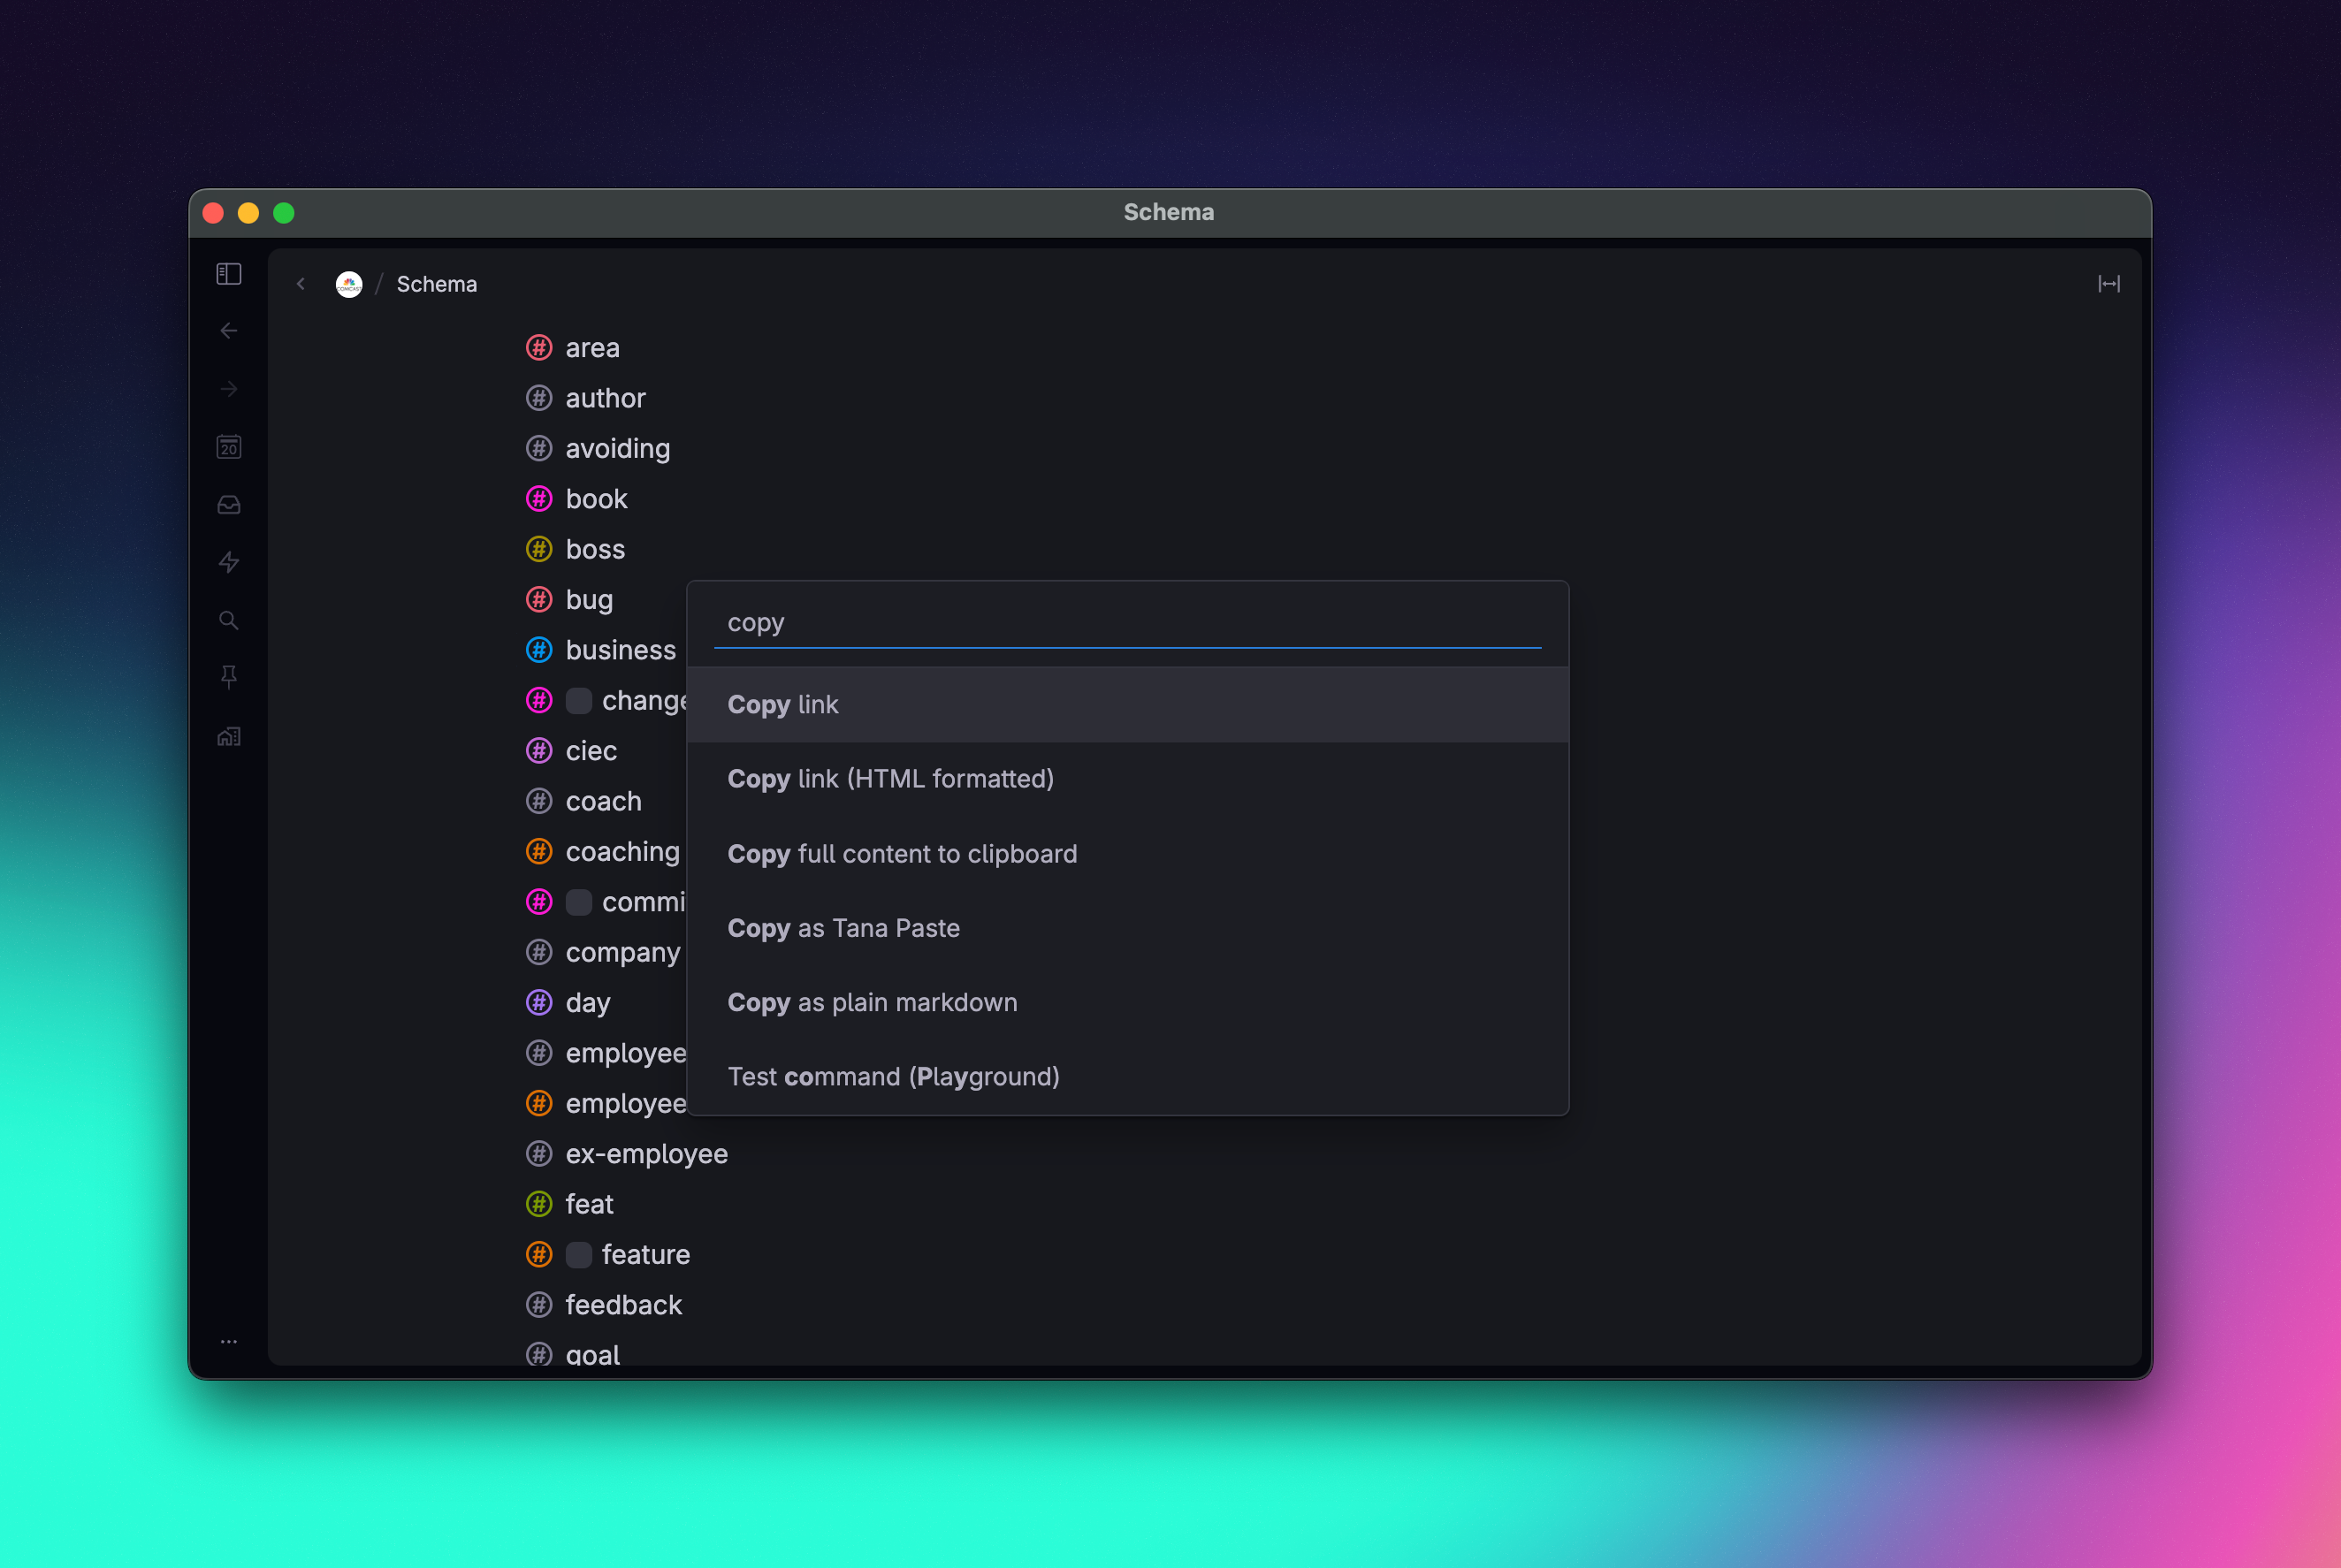 Schema
/ Schema
20
# area
# author
# avoiding
# book
# boss
# bug
# business
# change
# ciec
# coach
# coaching
# commi
# company
# day
# employee
# employee
# ex-employee
# feat
# feature
# feedback
# goal
copy
Copy link
Copy link (HTML formatted)
Copy full content to clipboard
Copy as Tana Paste
Copy as plain markdown
Test command (Playground)